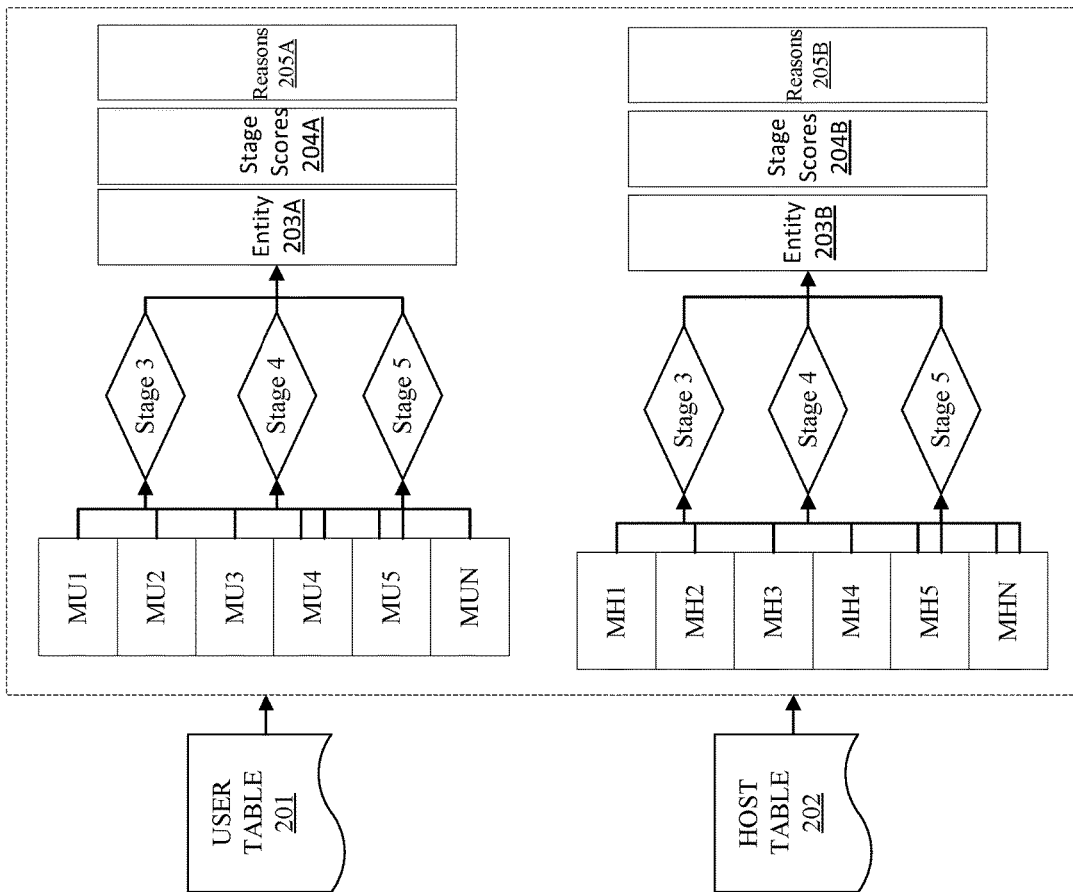 USER
TABLE
201
MU1
MU2
MU3
MU4
MU5
MUN
Stage 3
Stage 4
Stage 5
Entity
203A
Stage
Scores
204A
Reasons
205A
HOST
TABLE
202
MH1
MH2
MH3
MH4
MH5
MHN
Stage 3
Stage 4
Stage 5
Entity
203B
Stage
Scores
204B
Reasons
205B